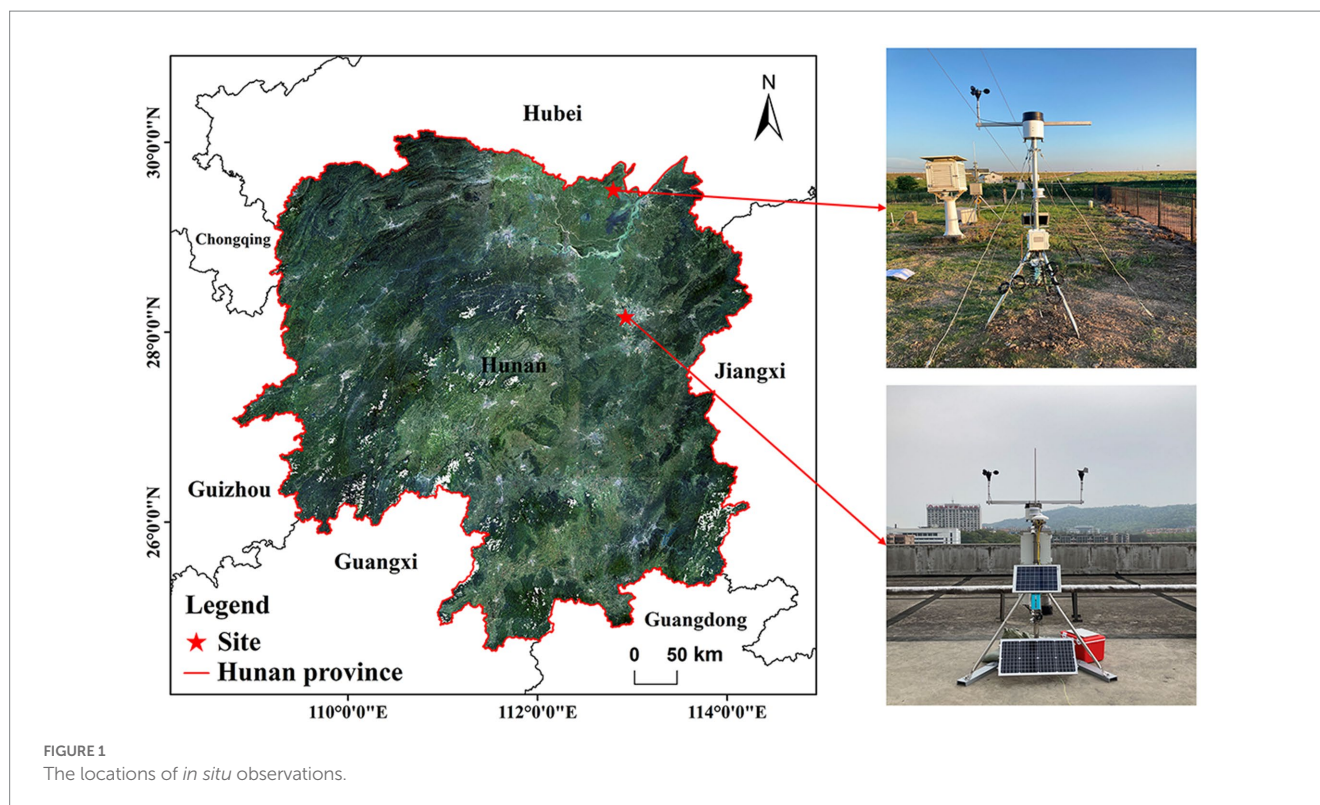 N
Hubei
30°0'0"N
Chongqing
28°0'0"N
Hunan
Jiangxi
Guizhou
26°0'0"N
Guangxi
Legend
Site
Guangdong
0 50 km
Hunan province
110°0'0"E 112°0'0"E 114°0'0"E
FIGURE 1
The locations of in situ observations.